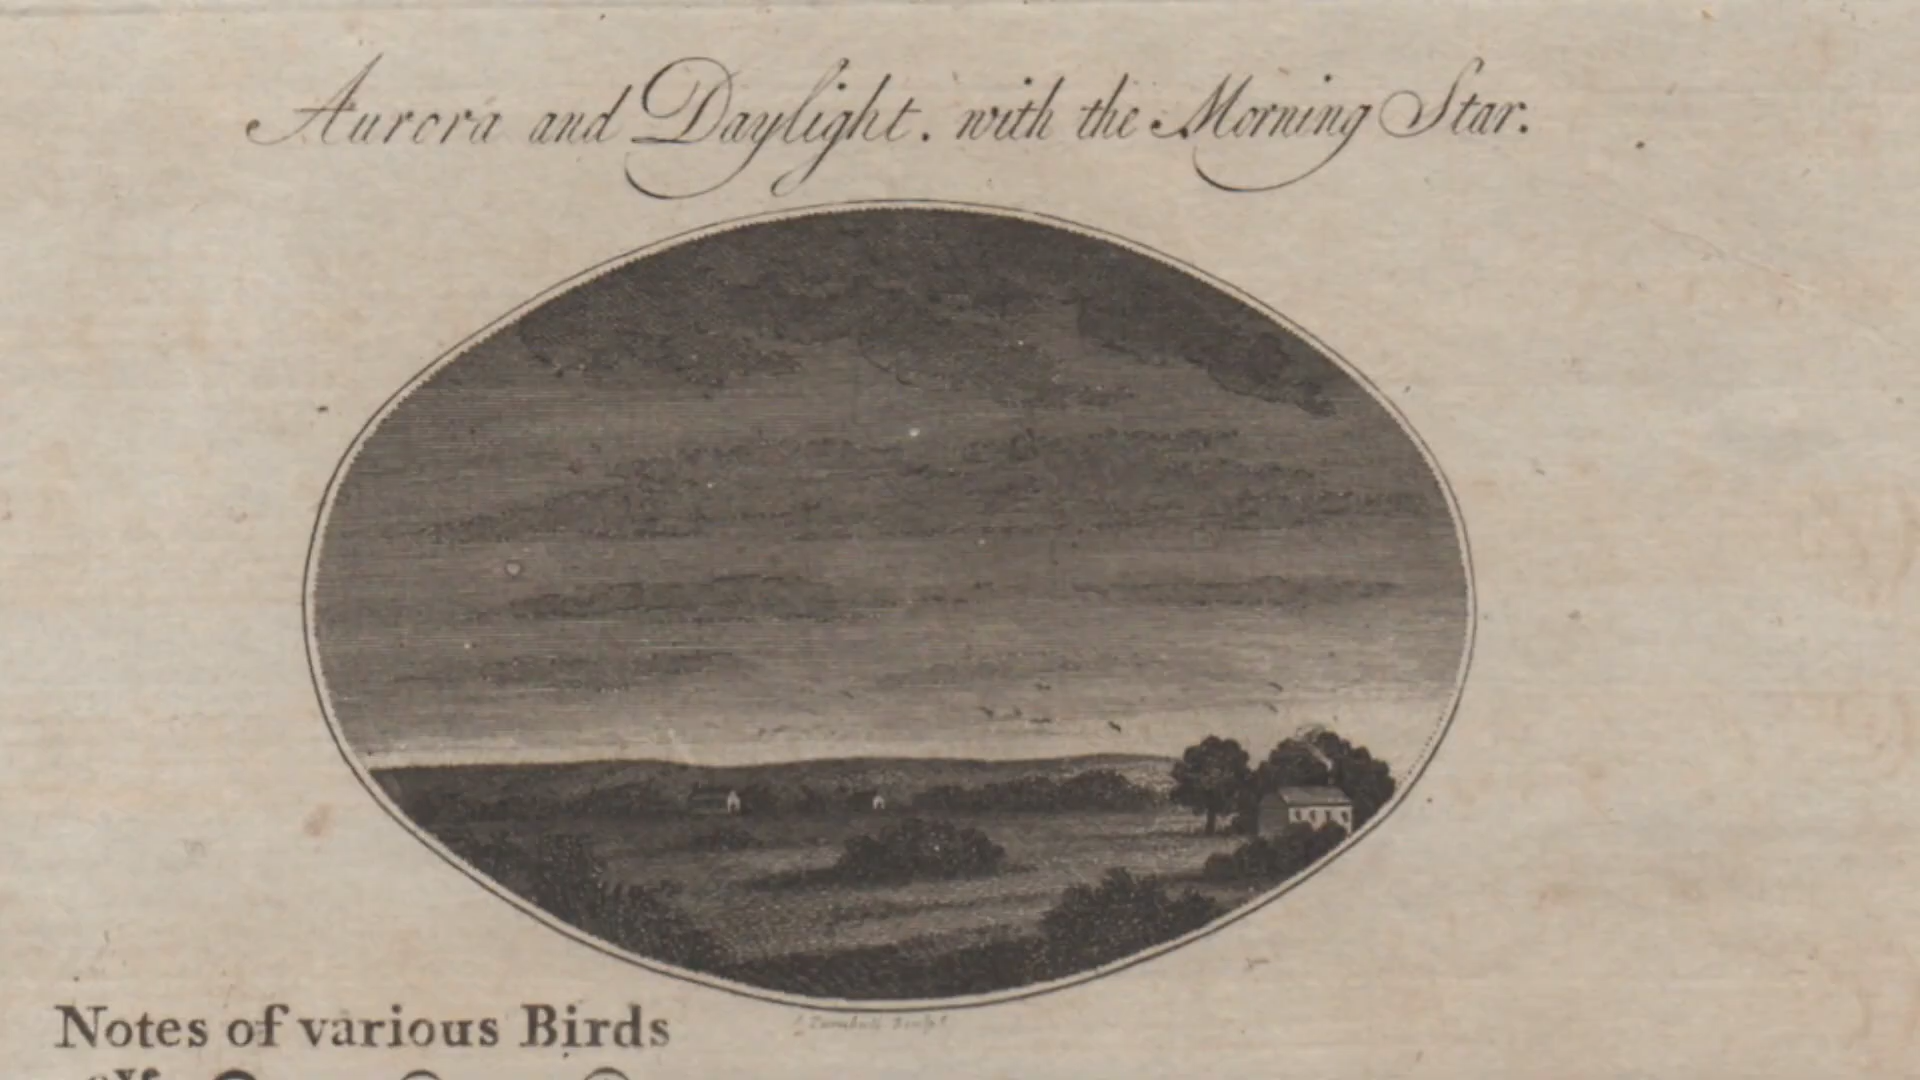 Aurora and Daylight. with the Morning Star.
Notes of various Birds